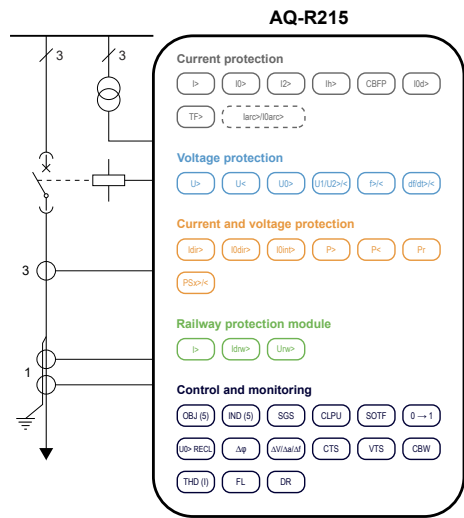 AQ-R215
3 3
Current protection
I> I0> I2> Ih> CBFP I0d>
TF> Iarc>/I0arc>
Voltage protection
U> U< U0> U1/U2>/< f>/< df/dt>/<
Current and voltage protection
Idir> I0dir> I0int> P> P< Pr
PSx>/<
3
Railway protection module
I> Idrw> Urw>
1
Control and monitoring
OBJ (5) IND (5) SGS CLPU SOTF 0 → 1
U0> RECL Δφ ΔV/Δa/Δf CTS VTS CBW
THD (I) FL DR